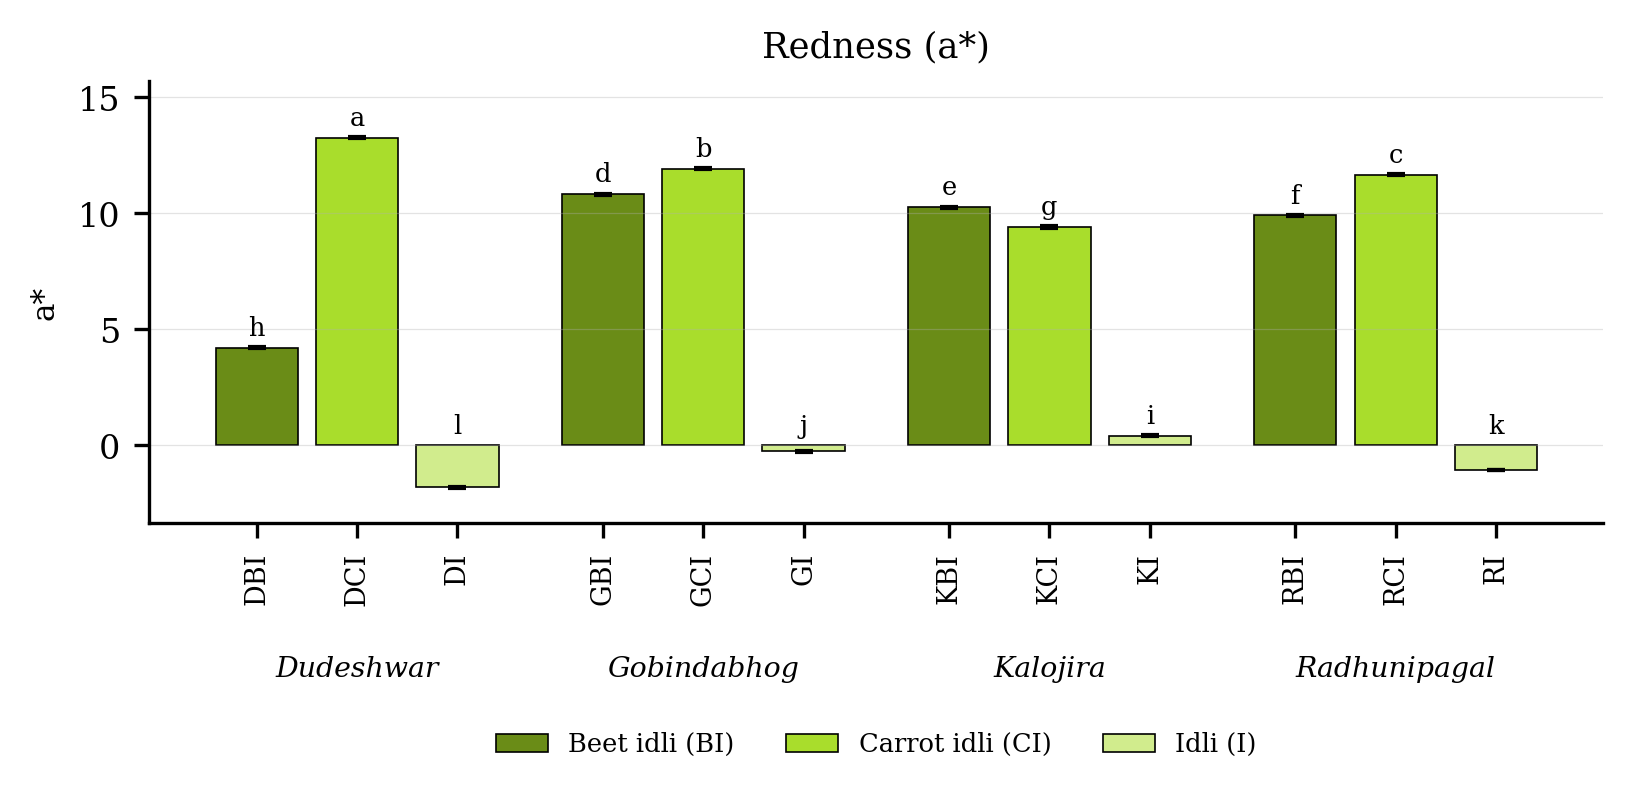 Redness (a*)
15
10
5
0
a*
h
a
l
d
b
j
e
g
i
f
c
k
DBI
DCI
DI
GBI
GCI
GI
KBI
KCI
KI
RBI
RCI
RI
Dudeshwar
Gobindabhog
Kalojira
Radhunipagal
Beet idli (BI)
Carrot idli (CI)
Idli (I)